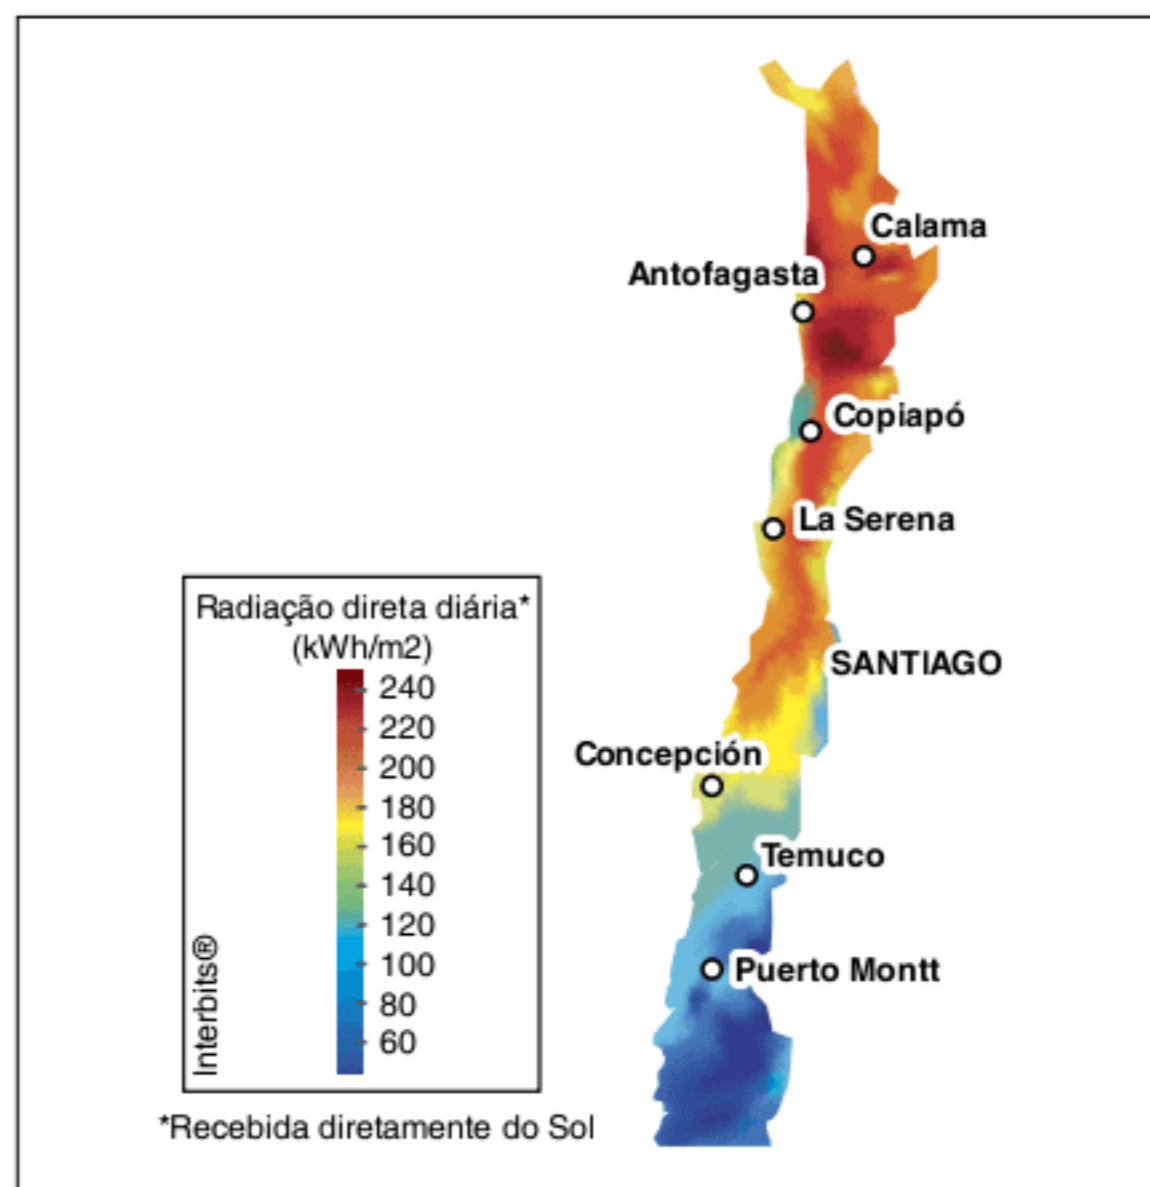 Calama
Antofagasta
Copiapó
La Serena
SANTIAGO
Concepción
Temuco
Puerto Montt
Radiação direta diária*
(kWh/m2)
240
220
200
180
160
140
120
100
80
60
Interbits®
*Recebida diretamente do Sol